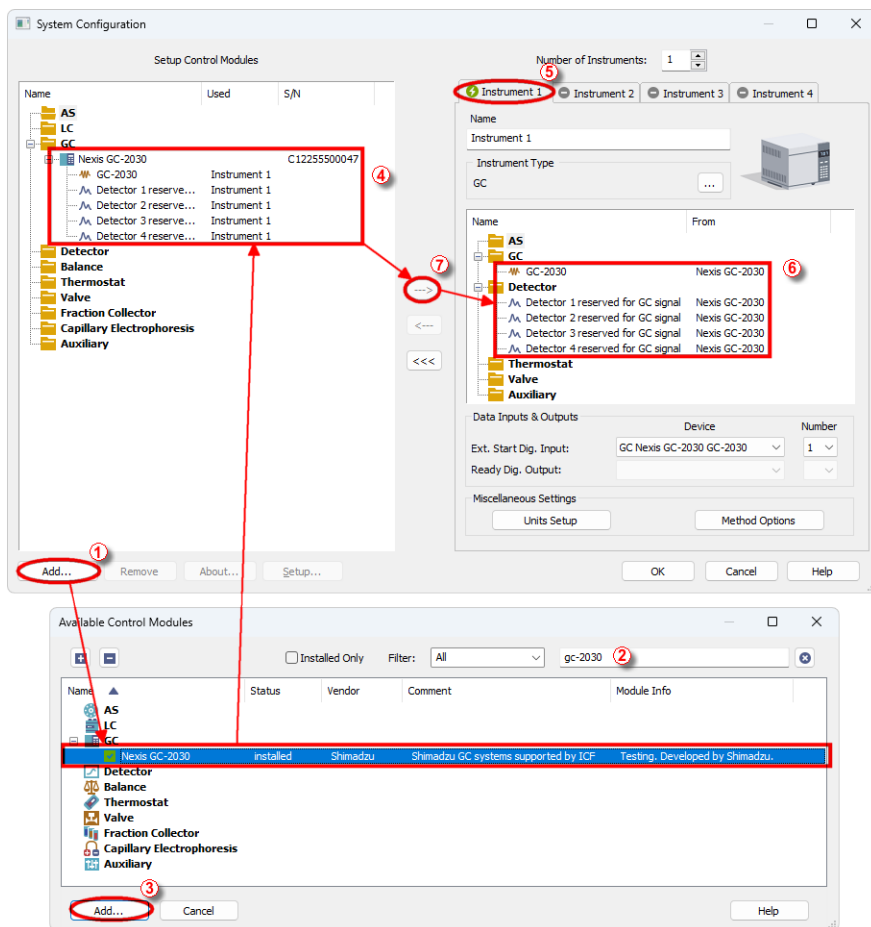 System Configuration
Setup Control Modules
Number of Instruments: 1
⑤
Name Used S/N
AS
LC
GC
Nexis GC-2030 C12255500047
GC-2030 Instrument 1
Detector 1 reserve... Instrument 1
Detector 2 reserve... Instrument 1
Detector 3 reserve... Instrument 1
Detector 4 reserve... Instrument 1
④
Detector
Balance
Thermostat
Valve
Fraction Collector
Capillary Electrophoresis
Auxiliary
⑦
--->
<---
<<<
Instrument 1 Instrument 2 Instrument 3 Instrument 4
Name
Instrument 1
Instrument Type
GC ...
Name From
AS
GC
GC-2030 Nexis GC-2030
⑥
Detector
Detector 1 reserved for GC signal Nexis GC-2030
Detector 2 reserved for GC signal Nexis GC-2030
Detector 3 reserved for GC signal Nexis GC-2030
Detector 4 reserved for GC signal Nexis GC-2030
Thermostat
Valve
Auxiliary
Data Inputs & Outputs
Device Number
Ext. Start Dig. Input: GC Nexis GC-2030 GC-2030 1
Ready Dig. Output:
Miscellaneous Settings
Units Setup Method Options
①
Add... Remove About... Setup... OK Cancel Help
Available Control Modules
Installed Only Filter: All gc-2030 ②
Name Status Vendor Comment Module Info
AS
LC
GC
Nexis GC-2030 installed Shimadzu Shimadzu GC systems supported by ICF Testing. Developed by Shimadzu.
Detector
Balance
Thermostat
Valve
Fraction Collector
Capillary Electrophoresis
Auxiliary
③
Add... Cancel Help